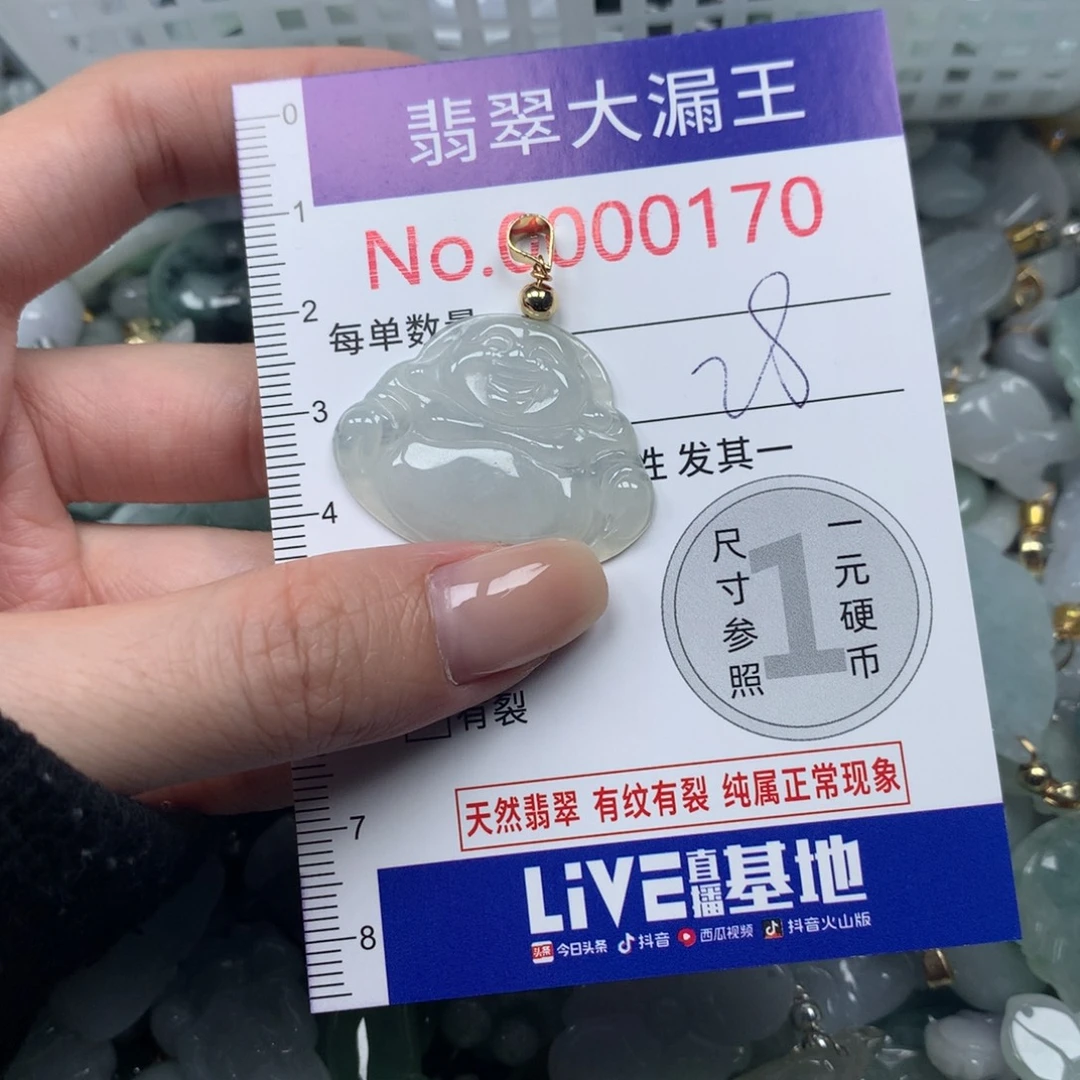 翡翠大漏王
No.0000170
每单数量
28
性 发其一
尺寸参照
一元硬币
1
有裂
天然翡翠 有纹有裂 纯属正常现象
LiVE直播基地
头条 今日头条 抖音 西瓜视频 抖音火山版
0
1
2
3
4
7
8